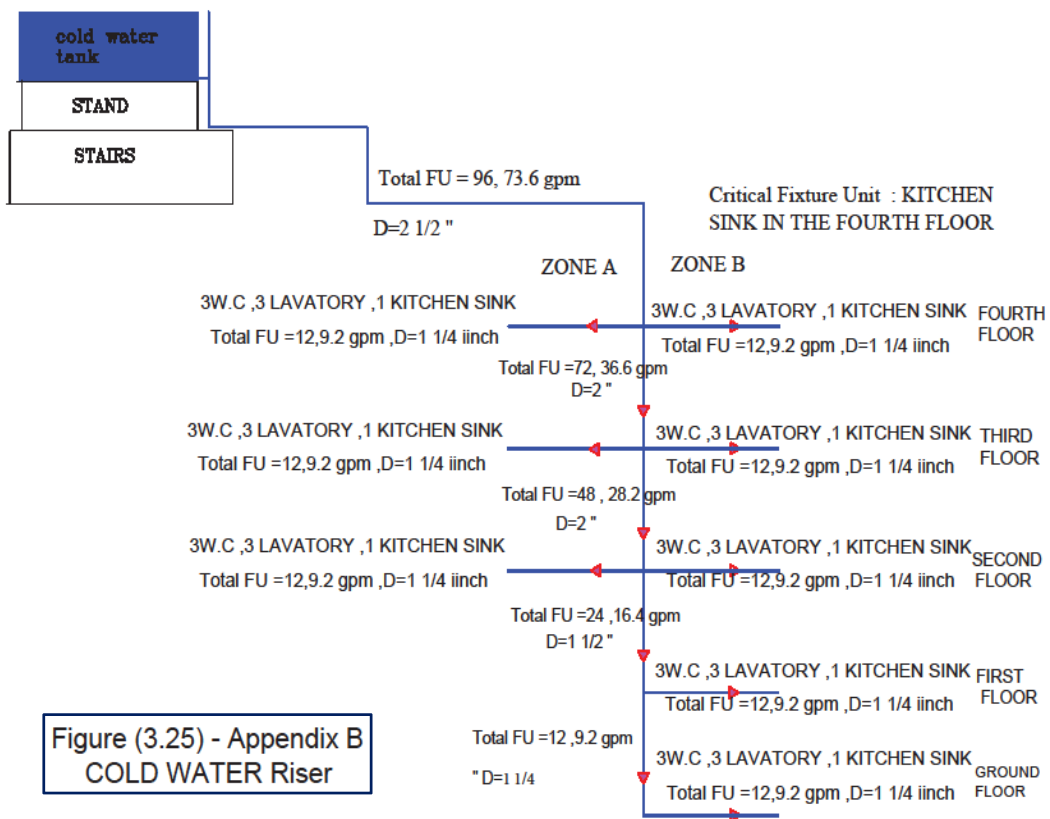 cold water
tank
STAND
STAIRS
Total FU = 96, 73.6 gpm
D=2 1/2 "
Critical Fixture Unit : KITCHEN
SINK IN THE FOURTH FLOOR
ZONE A
ZONE B
3W.C ,3 LAVATORY ,1 KITCHEN SINK
Total FU =12,9.2 gpm ,D=1 1/4 iinch
3W.C ,3 LAVATORY ,1 KITCHEN SINK
Total FU =12,9.2 gpm ,D=1 1/4 iinch
FOURTH
FLOOR
Total FU =72, 36.6 gpm
D=2 "
3W.C ,3 LAVATORY ,1 KITCHEN SINK
Total FU =12,9.2 gpm ,D=1 1/4 iinch
3W.C ,3 LAVATORY ,1 KITCHEN SINK
Total FU =12,9.2 gpm ,D=1 1/4 iinch
THIRD
FLOOR
Total FU =48 , 28.2 gpm
D=2 "
3W.C ,3 LAVATORY ,1 KITCHEN SINK
Total FU =12,9.2 gpm ,D=1 1/4 iinch
3W.C ,3 LAVATORY ,1 KITCHEN SINK
Total FU =12,9.2 gpm ,D=1 1/4 iinch
SECOND
FLOOR
Total FU =24 ,16.4 gpm
D=1 1/2 "
3W.C ,3 LAVATORY ,1 KITCHEN SINK
Total FU =12,9.2 gpm ,D=1 1/4 iinch
FIRST
FLOOR
Total FU =12 ,9.2 gpm
" D=1 1/4
3W.C ,3 LAVATORY ,1 KITCHEN SINK
Total FU =12,9.2 gpm ,D=1 1/4 iinch
GROUND
FLOOR
Figure (3.25) - Appendix B
COLD WATER Riser